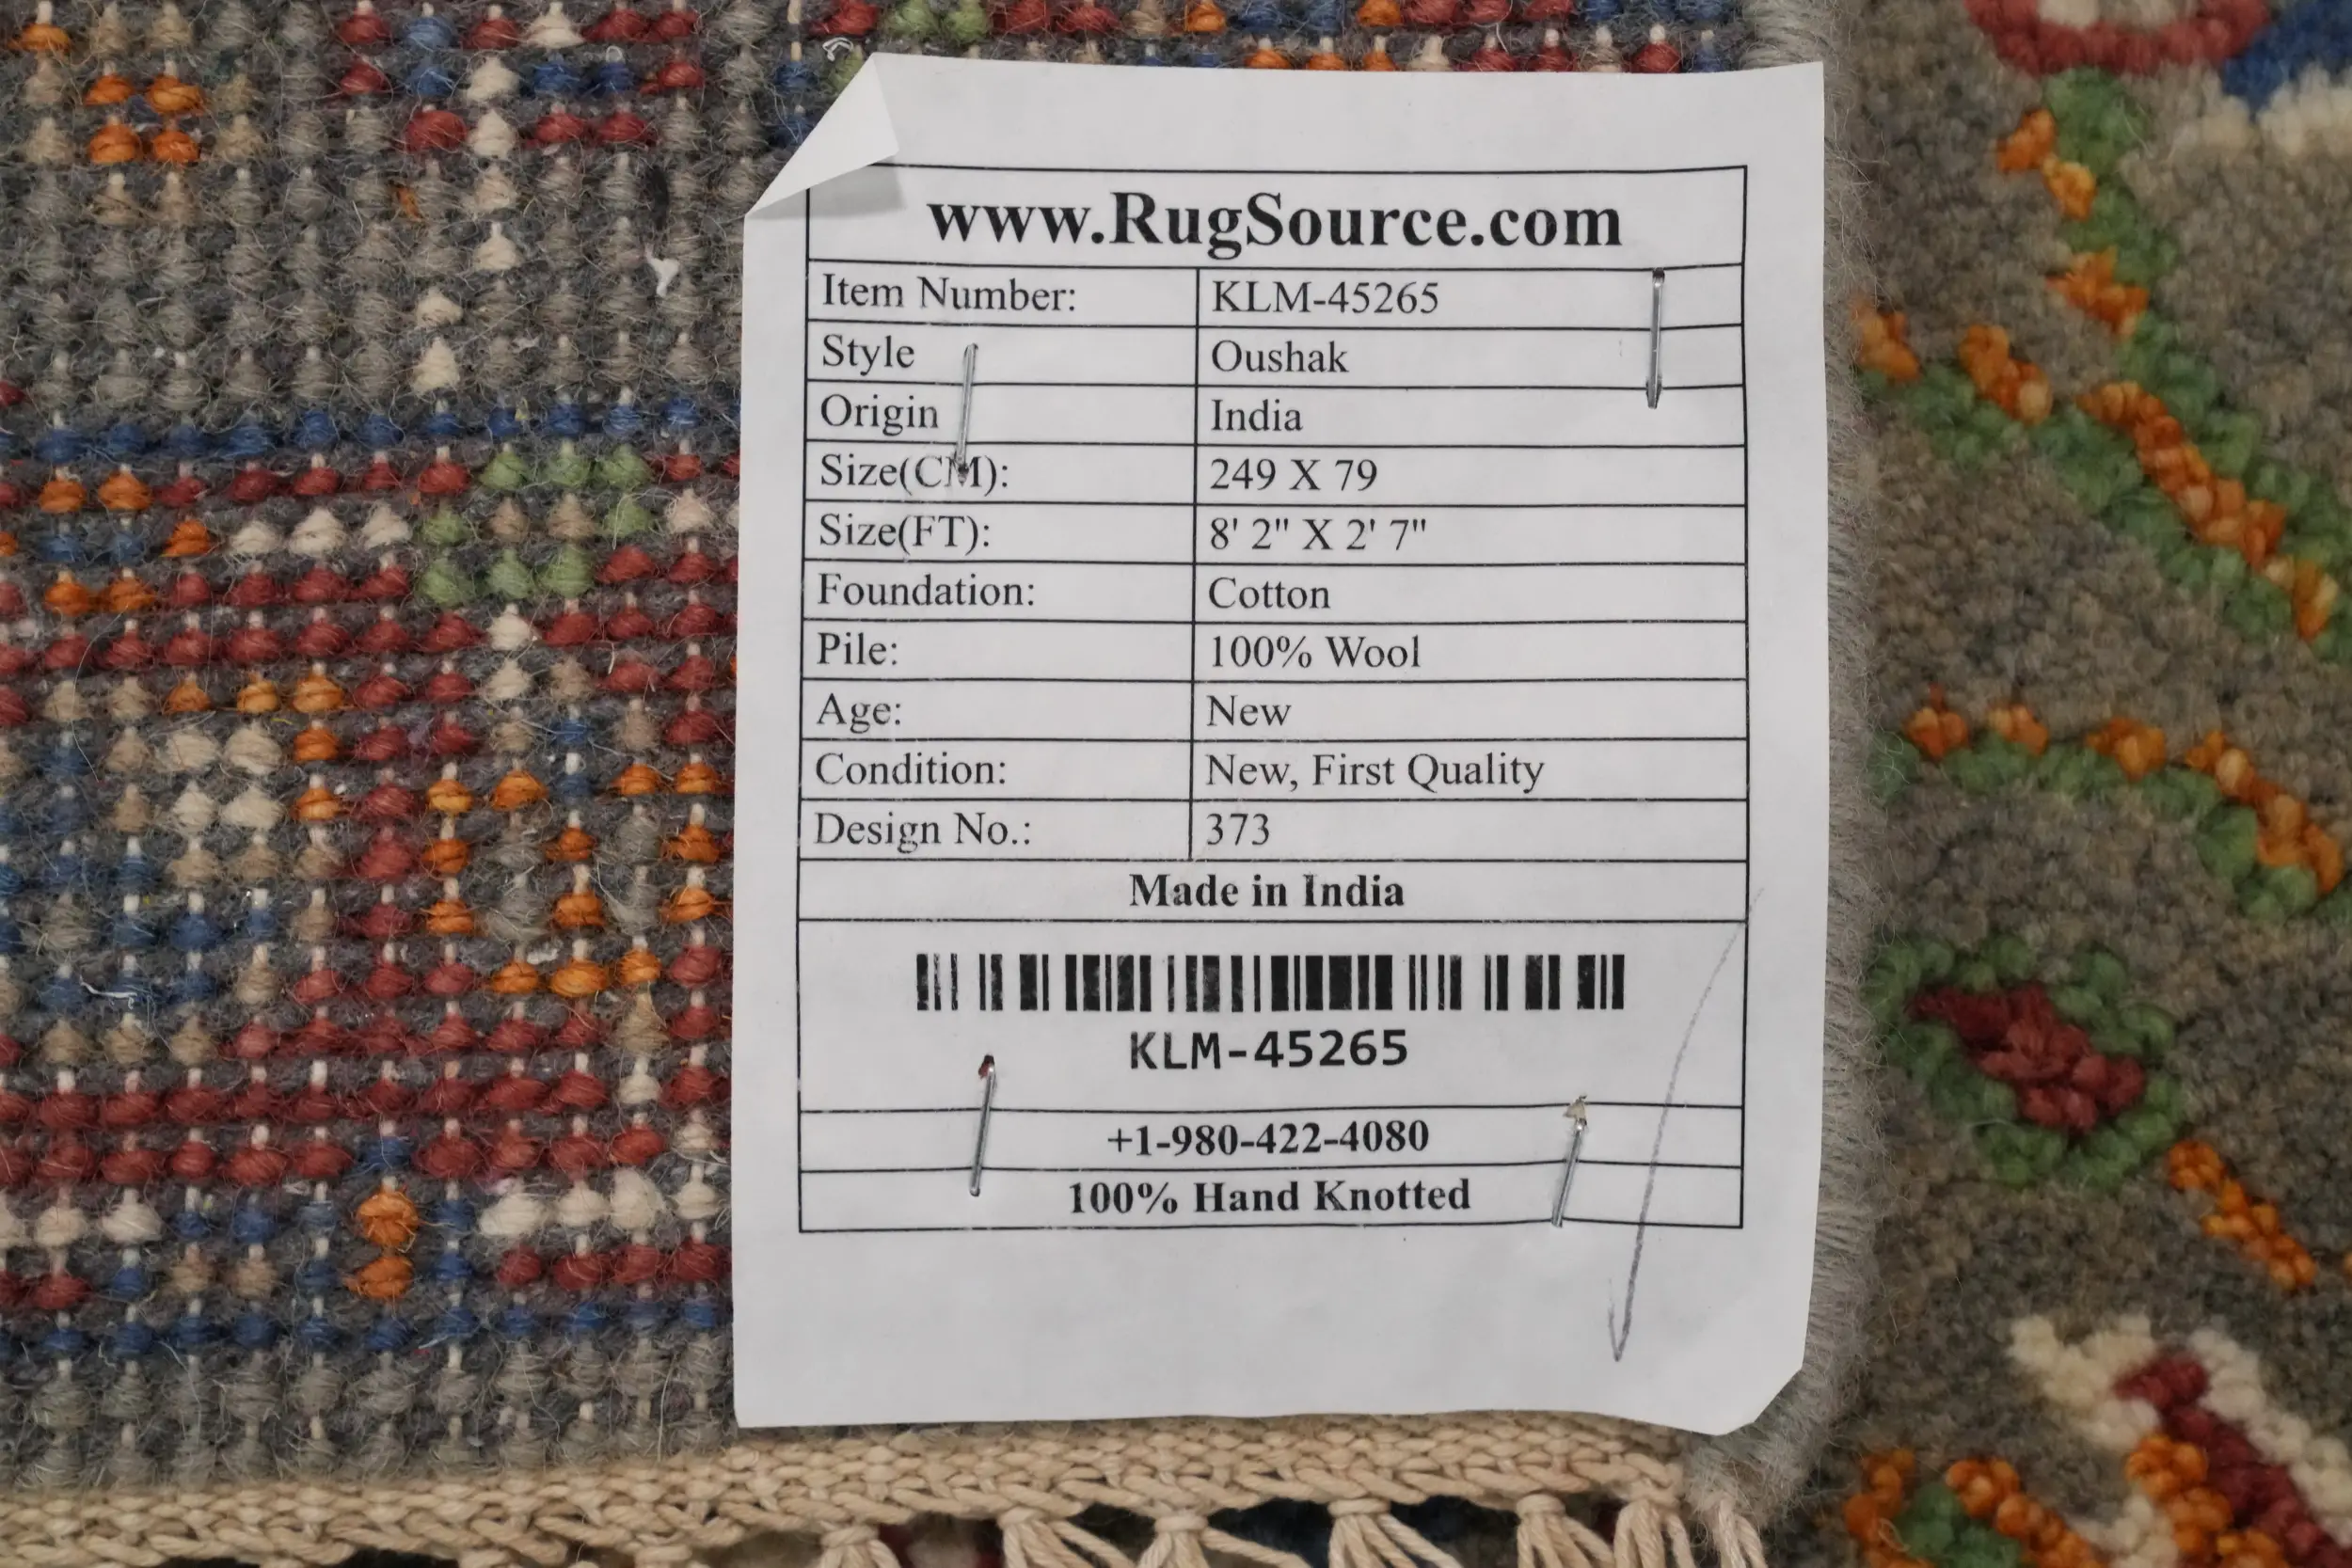 www.RugSource.com
Item Number: KLM-45265
Style Oushak
Origin India
Size(CM): 249 X 79
Size(FT): 8' 2" X 2' 7"
Foundation: Cotton
Pile: 100% Wool
Age: New
Condition: New, First Quality
Design No.: 373
Made in India
KLM-45265
+1-980-422-4080
100% Hand Knotted